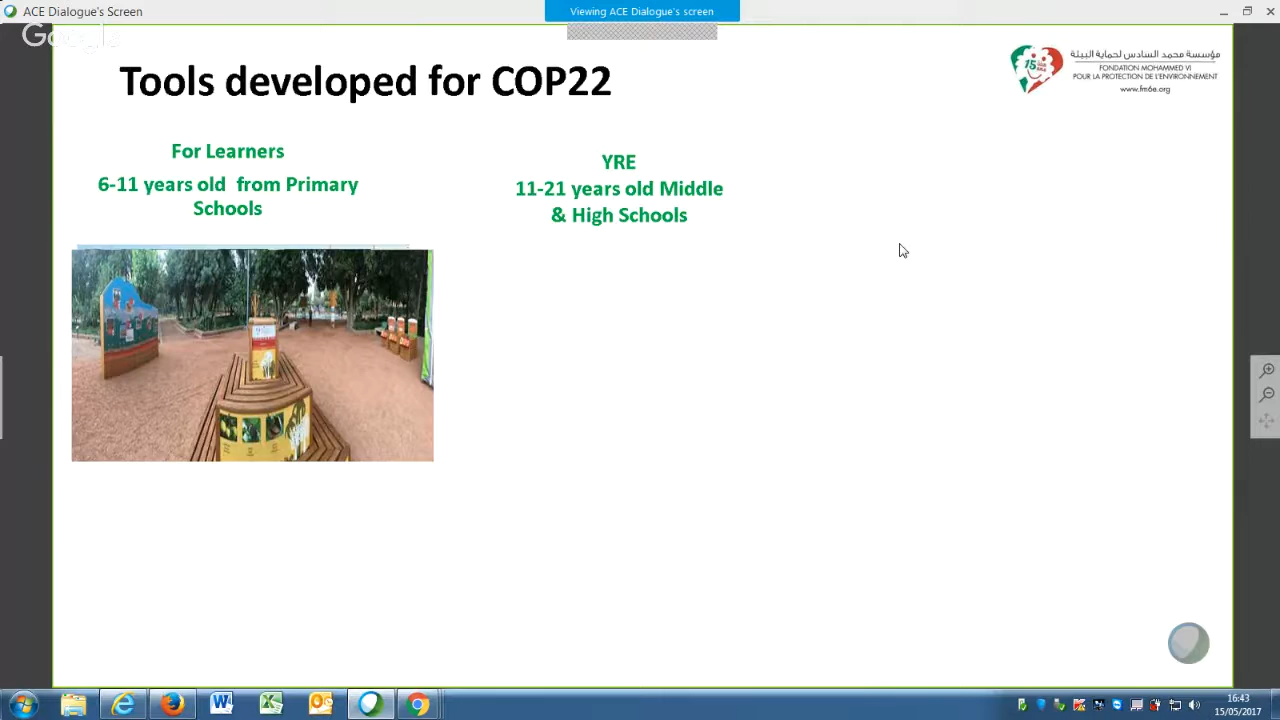 ACE Dialogue's Screen
Viewing ACE Dialogue's screen
Google
Tools developed for COP22
مؤسسة محمد السادس لحماية البيئة
FONDATION MOHAMMED VI
POUR LA PROTECTION DE L'ENVIRONNEMENT
www.fm6e.org
15
For Learners
6-11 years old from Primary
Schools
YRE
11-21 years old Middle
& High Schools
16:43
15/05/2017